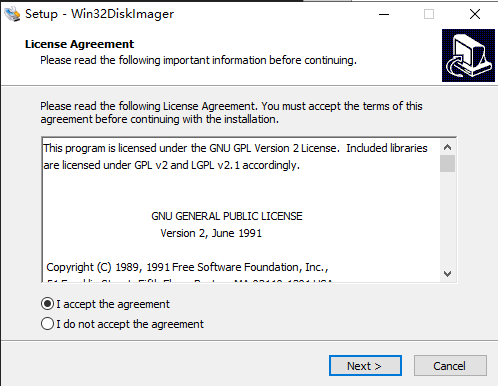 Setup - Win32DiskImager
License Agreement
Please read the following important information before continuing.
Please read the following License Agreement. You must accept the terms of this
agreement before continuing with the installation.
This program is licensed under the GNU GPL Version 2 License.  Included libraries
are licensed under GPL v2 and LGPL v2.1 accordingly.
GNU GENERAL PUBLIC LICENSE
Version 2, June 1991
Copyright (C) 1989, 1991 Free Software Foundation, Inc.,
I accept the agreement
I do not accept the agreement
Next >
Cancel